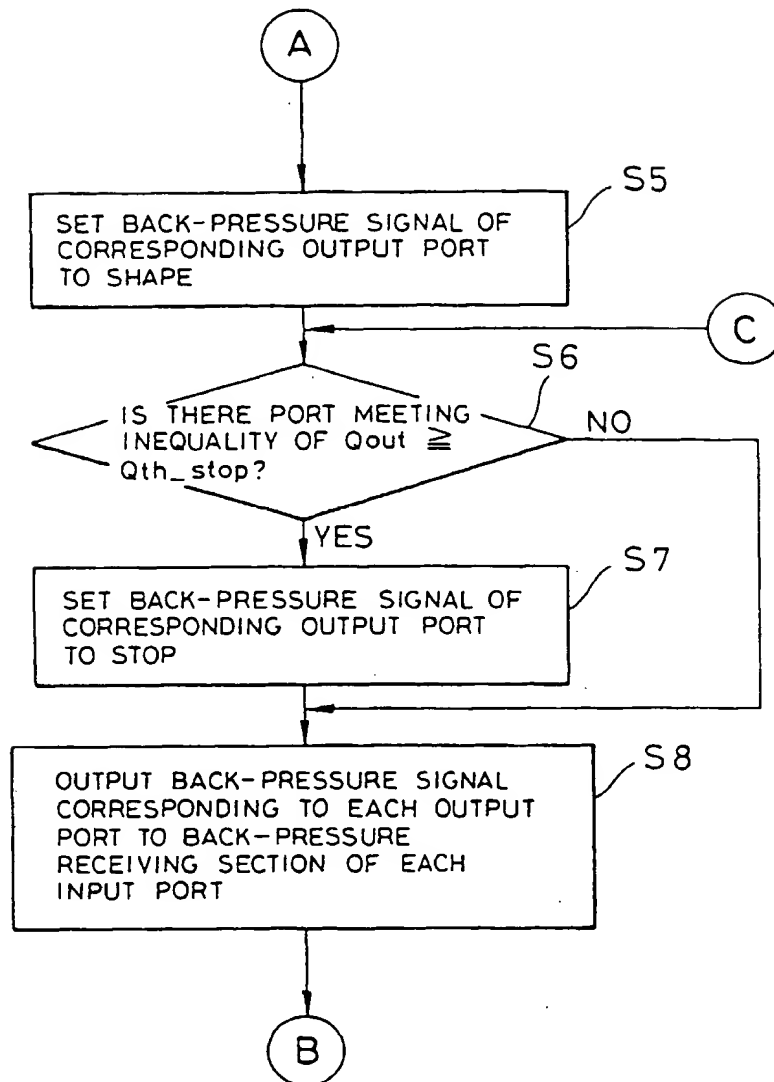 A
S5
SET BACK-PRESSURE SIGNAL OF
CORRESPONDING OUTPUT PORT
TO SHAPE
C
S6
IS THERE PORT MEETING
INEQUALITY OF Qout ≧
Qth_stop?
NO
YES
S7
SET BACK-PRESSURE SIGNAL OF
CORRESPONDING OUTPUT PORT
TO STOP
S8
OUTPUT BACK-PRESSURE SIGNAL
CORRESPONDING TO EACH OUTPUT
PORT TO BACK-PRESSURE
RECEIVING SECTION OF EACH
INPUT PORT
B